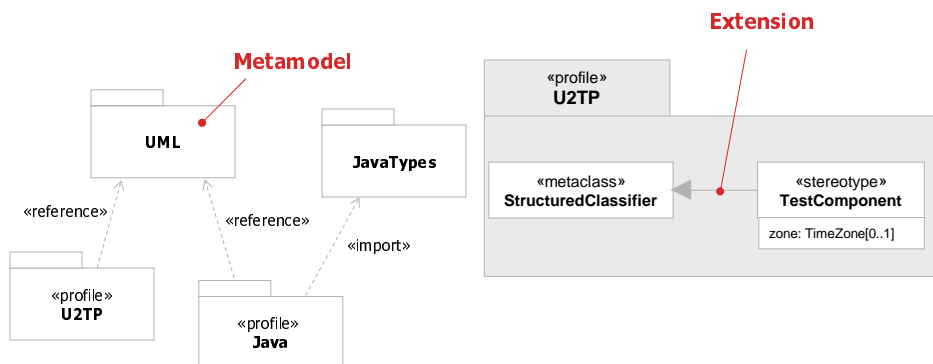 Metamodel
UML
JavaTypes
«reference»
«reference»
«import»
«profile»
U2TP
«profile»
Java
Extension
«profile»
U2TP
«metaclass»
StructuredClassifier
«stereotype»
TestComponent
zone: TimeZone[0..1]